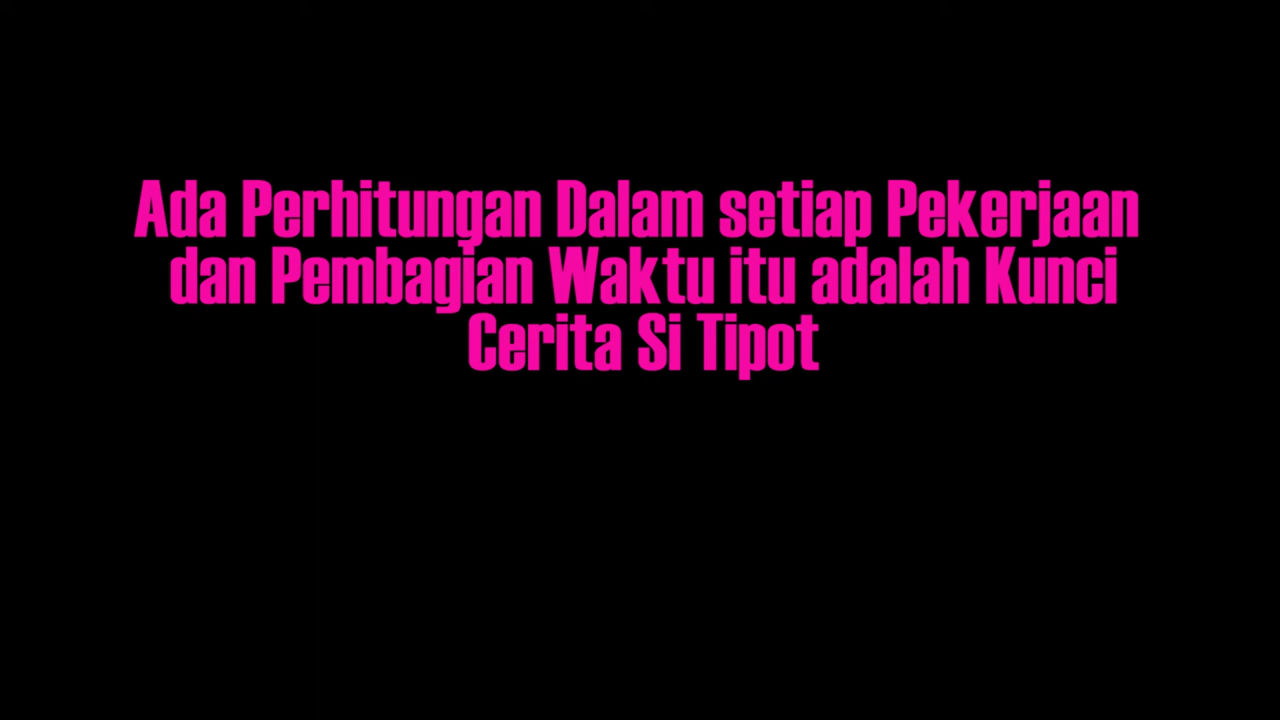 Ada Perhitungan Dalam setiap Pekerjaan
dan Pembagian Waktu itu adalah Kunci
Cerita Si Tipot